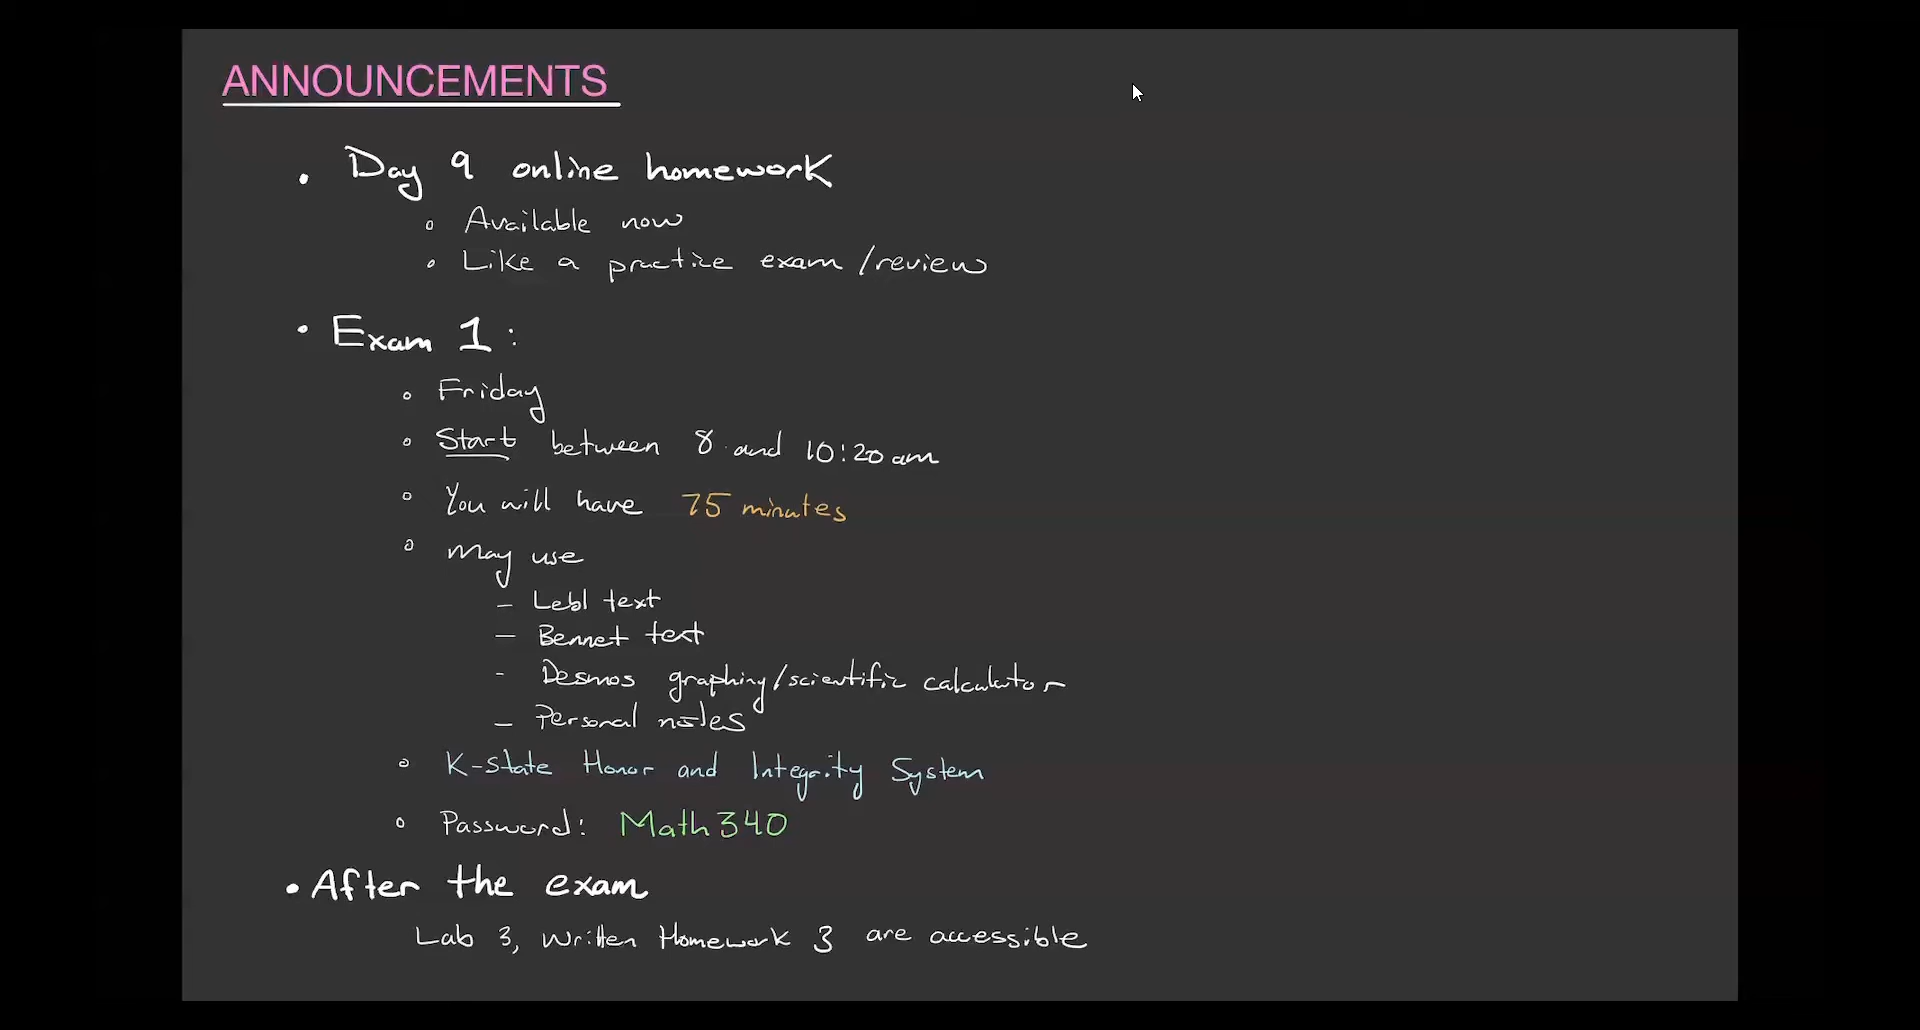 ANNOUNCEMENTS
• Day 9 online homework
◦ Available now
◦ Like a practice exam/review
• Exam 1:
◦ Friday
◦ Start between 8 and 10:20 am
◦ You will have 75 minutes
◦ May use
– Lebl text
– Bennet text
- Desmos graphing/scientific calculator
– Personal notes
◦ K-State Honor and Integrity System
◦ Password: Math340
• After the exam
Lab 3, Written Homework 3 are accessible